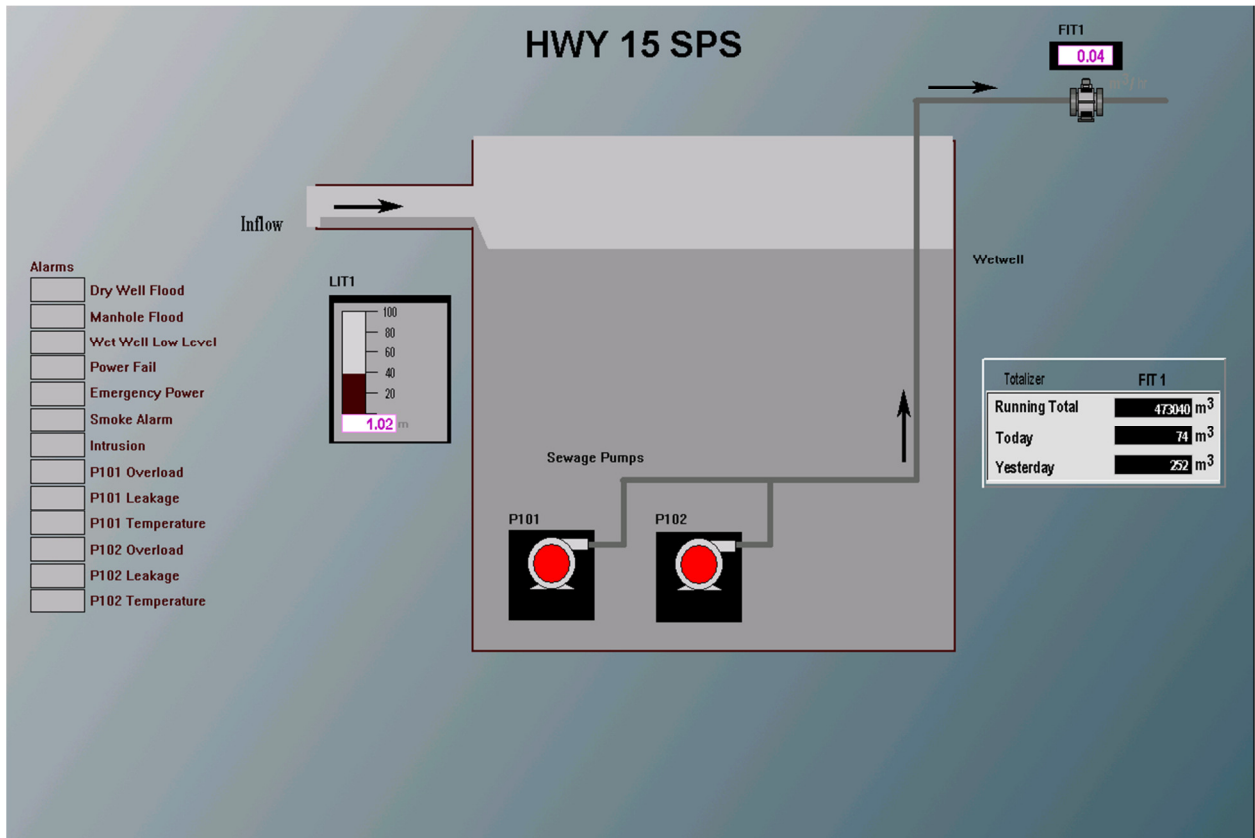 HWY 15 SPS
FIT1
0.04
m³/h
Inflow
Wetwell
Alarms
Dry Well Flood
Manhole Flood
Wet Well Low Level
Power Fail
Emergency Power
Smoke Alarm
Intrusion
P101 Overload
P101 Leakage
P101 Temperature
P102 Overload
P102 Leakage
P102 Temperature
LIT1
100
80
60
40
20
1.02 m
Sewage Pumps
P101
P102
Totalizer FIT 1
Running Total 473040 m³
Today 74 m³
Yesterday 252 m³